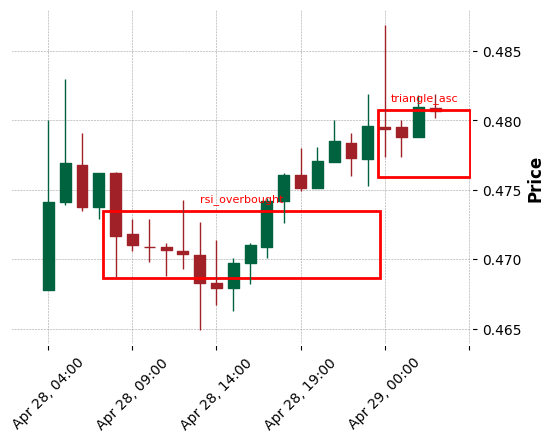 0.485
triangle_asc
0.480
0.475
rsi_overbought
0.470
0.465
Price
Apr 28, 04:00
Apr 28, 09:00
Apr 28, 14:00
Apr 28, 19:00
Apr 29, 00:00